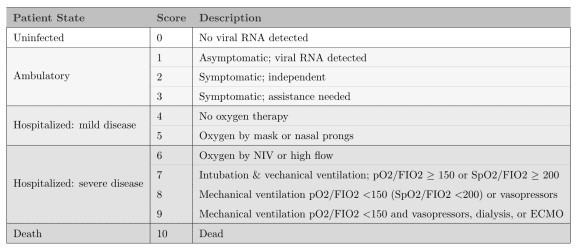 Patient State Score Description
Uninfected 0 No viral RNA detected
Ambulatory 1 Asymptomatic; viral RNA detected
2 Symptomatic; independent
3 Symptomatic; assistance needed
Hospitalized: mild disease 4 No oxygen therapy
5 Oxygen by mask or nasal prongs
Hospitalized: severe disease 6 Oxygen by NIV or high flow
7 Intubation & vechanical ventilation; pO2/FIO2 ≥ 150 or SpO2/FIO2 ≥ 200
8 Mechanical ventilation pO2/FIO2 <150 (SpO2/FIO2 <200) or vasopressors
9 Mechanical ventilation pO2/FIO2 <150 and vasopressors, dialysis, or ECMO
Death 10 Dead